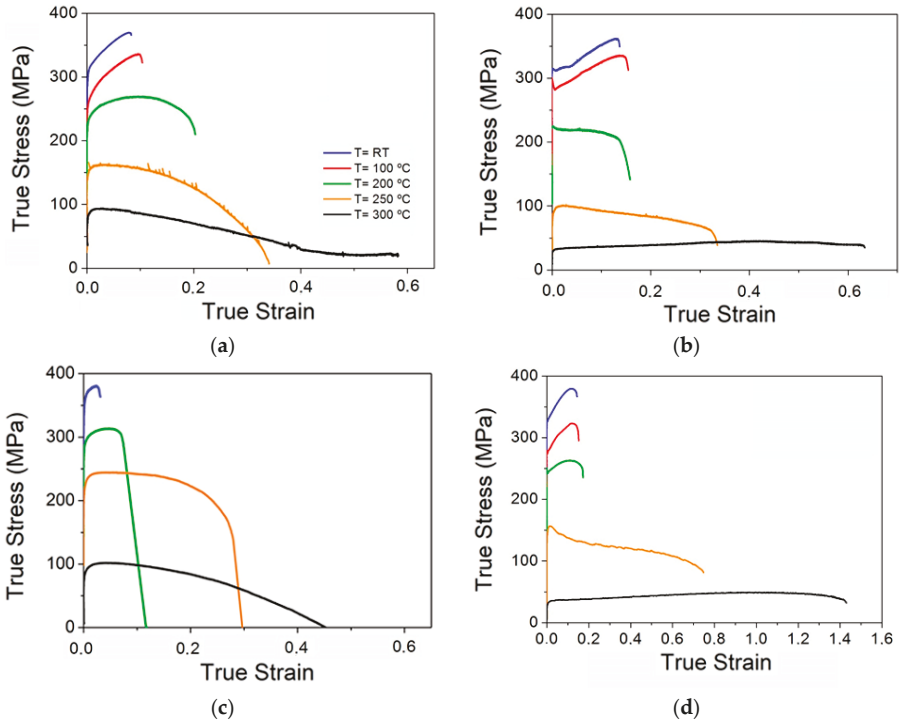 True Stress (MPa)
400
300
200
100
0
T= RT
T= 100 ºC
T= 200 ºC
T= 250 ºC
T= 300 ºC
0.0 0.2 0.4 0.6
True Strain
(a)
True Stress (MPa)
400
300
200
100
0
0.0 0.2 0.4 0.6
True Strain
(b)
True Stress (MPa)
400
300
200
100
0
0.0 0.2 0.4 0.6
True Strain
(c)
True Stress (MPa)
400
300
200
100
0
0.0 0.2 0.4 0.6 0.8 1.0 1.2 1.4 1.6
True Strain
(d)